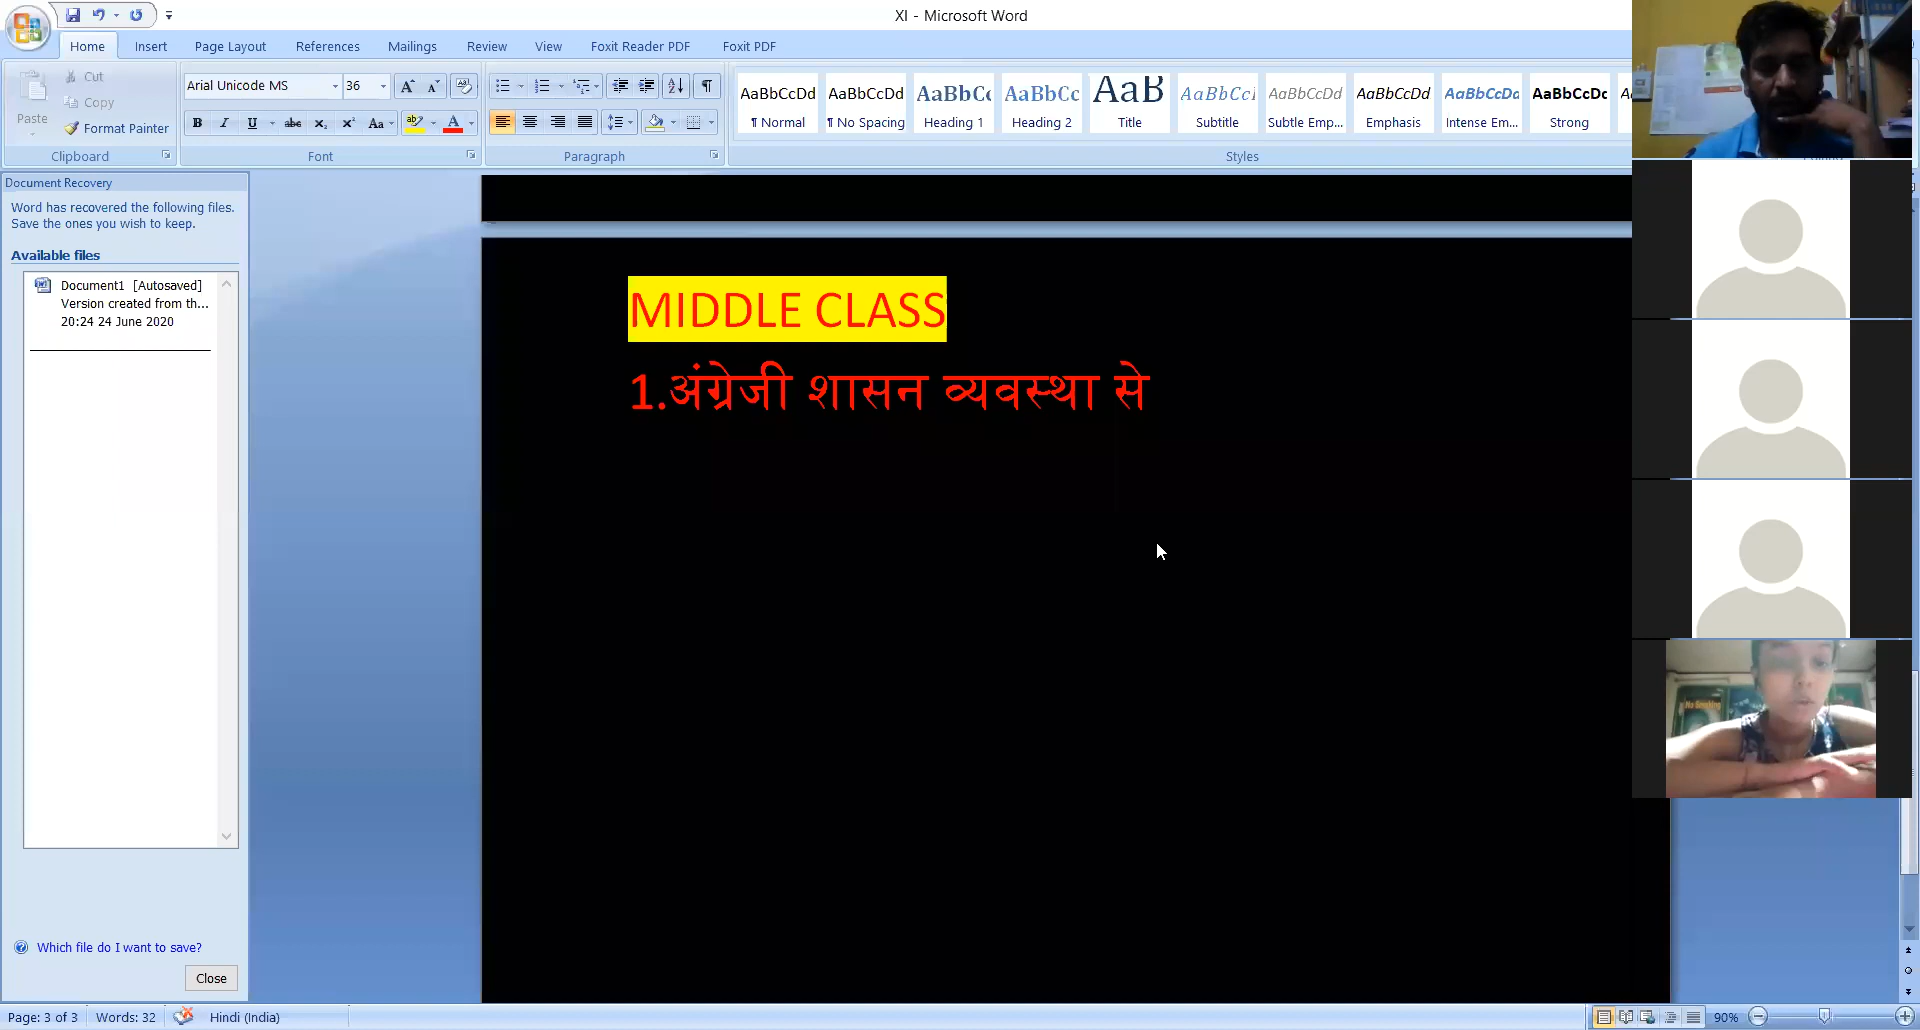 XI - Microsoft Word
Home Insert Page Layout References Mailings Review View Foxit Reader PDF Foxit PDF
Paste
Cut
Copy
Format Painter
Clipboard
Arial Unicode MS 36
Font
Paragraph
AaBbCcDd AaBbCcDd AaBbCc AaBbCc AaB AaBbCcI AaBbCcDd AaBbCcDd AaBbCcDd AaBbCcDc
¶ Normal ¶ No Spacing Heading 1 Heading 2 Title Subtitle Subtle Emp... Emphasis Intense Em... Strong
Styles
Document Recovery
Word has recovered the following files.
Save the ones you wish to keep.
Available files
Document1 [Autosaved]
Version created from th...
20:24 24 June 2020
Which file do I want to save?
Close
MIDDLE CLASS
1.अंग्रेजी शासन व्यवस्था से
No Smoking
Page: 3 of 3 Words: 32 Hindi (India) 90%